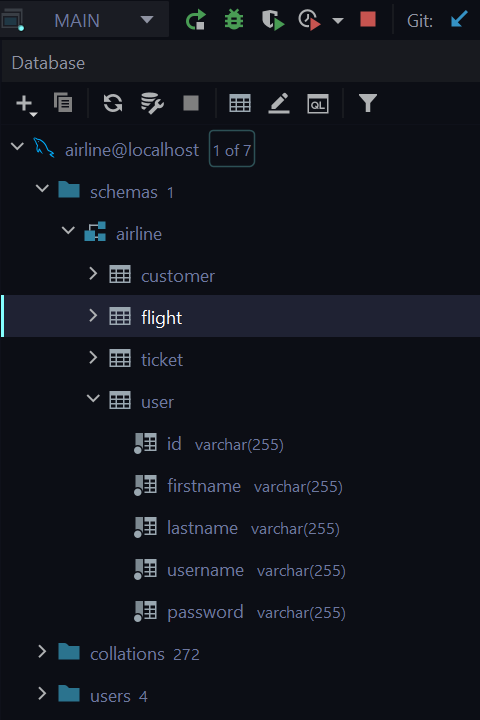 MAIN Git:
Database
QL
airline@localhost 1 of 7
schemas 1
airline
customer
flight
ticket
user
id varchar(255)
firstname varchar(255)
lastname varchar(255)
username varchar(255)
password varchar(255)
collations 272
users 4